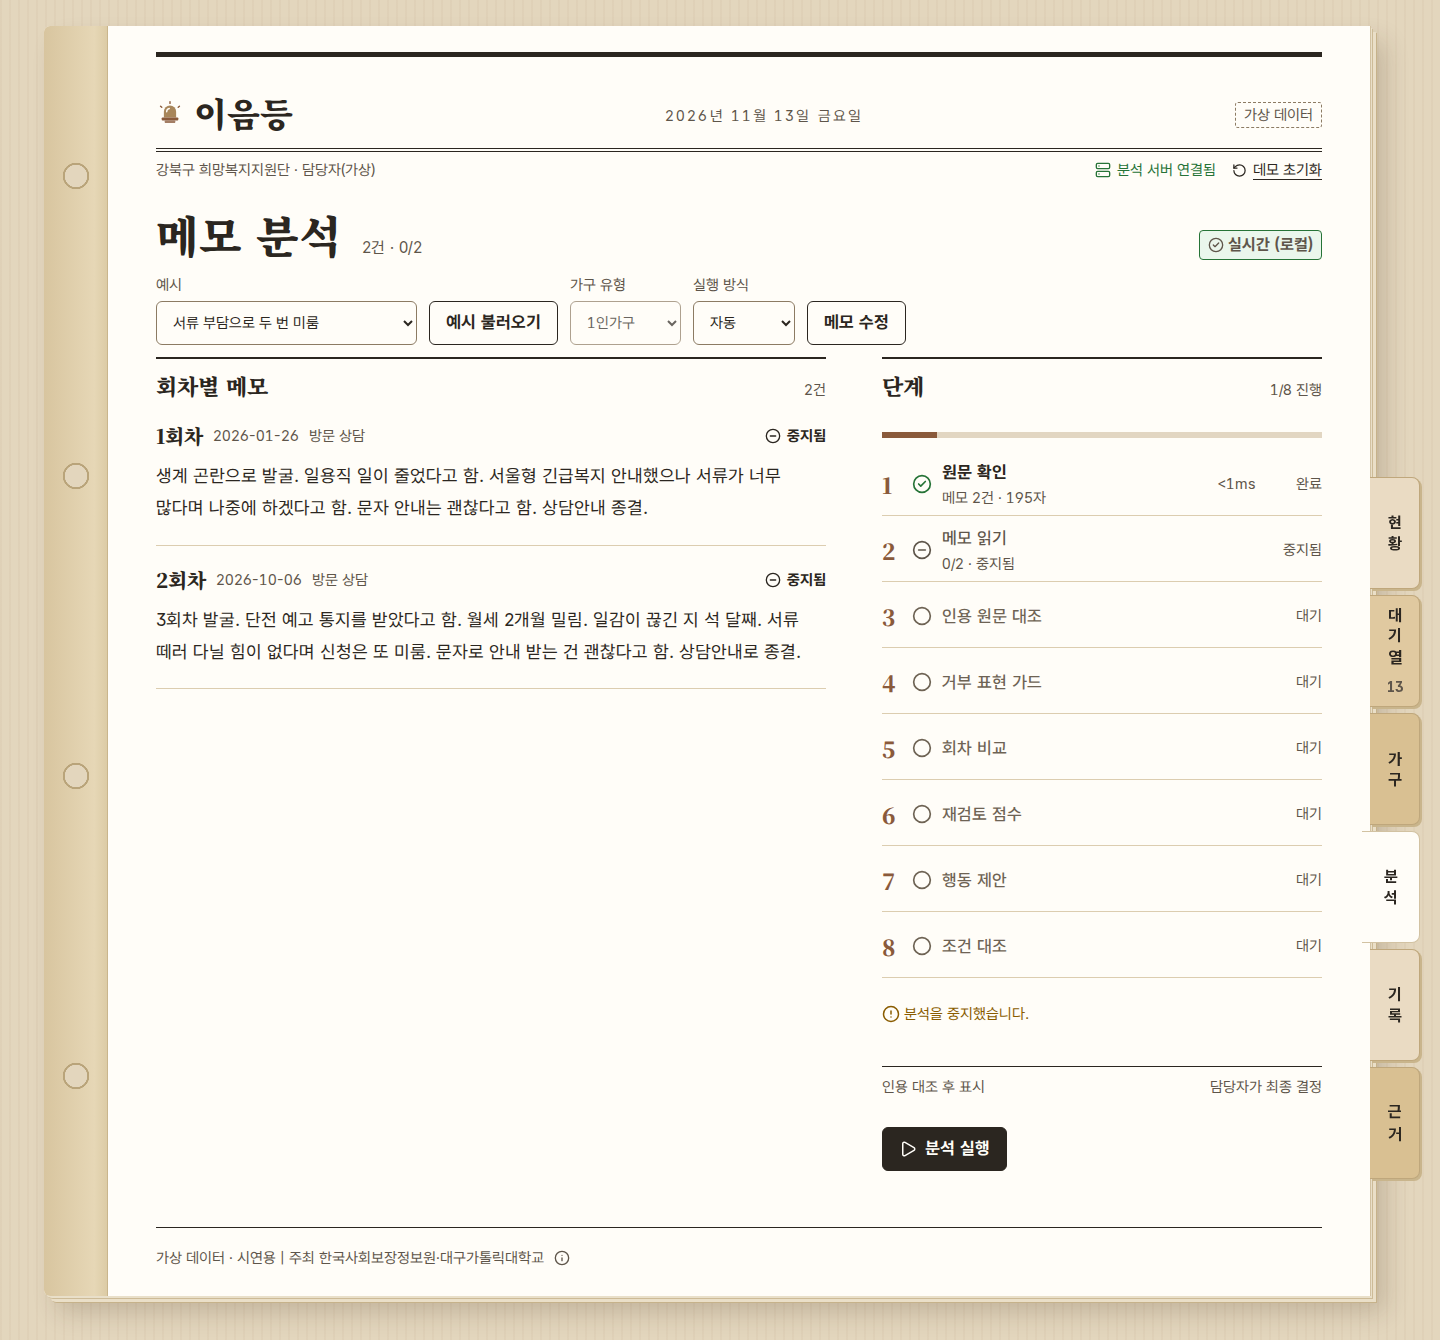 이음등
2026년 11월 13일 금요일
가상 데이터
강북구 희망복지지원단 · 담당자(가상)
분석 서버 연결됨
데모 초기화
메모 분석
2건 · 0/2
실시간 (로컬)
예시
가구 유형
실행 방식
서류 부담으로 두 번 미룸
예시 불러오기
1인가구
자동
메모 수정
회차별 메모
2건
1회차 2026-01-26 방문 상담
중지됨
생계 곤란으로 발굴. 일용직 일이 줄었다고 함. 서울형 긴급복지 안내했으나 서류가 너무
많다며 나중에 하겠다고 함. 문자 안내는 괜찮다고 함. 상담안내 종결.
2회차 2026-10-06 방문 상담
중지됨
3회차 발굴. 단전 예고 통지를 받았다고 함. 월세 2개월 밀림. 일감이 끊긴 지 석 달째. 서류
떼러 다닐 힘이 없다며 신청은 또 미룸. 문자로 안내 받는 건 괜찮다고 함. 상담안내로 종결.
단계
1/8 진행
1 원문 확인
메모 2건 · 195자
<1ms 완료
2 메모 읽기
0/2 · 중지됨
중지됨
3 인용 원문 대조 대기
4 거부 표현 가드 대기
5 회차 비교 대기
6 재검토 점수 대기
7 행동 제안 대기
8 조건 대조 대기
분석을 중지했습니다.
인용 대조 후 표시
담당자가 최종 결정
분석 실행
현황
대기열
13
가구
분석
기록
근거
가상 데이터 · 시연용 | 주최 한국사회보장정보원·대구가톨릭대학교